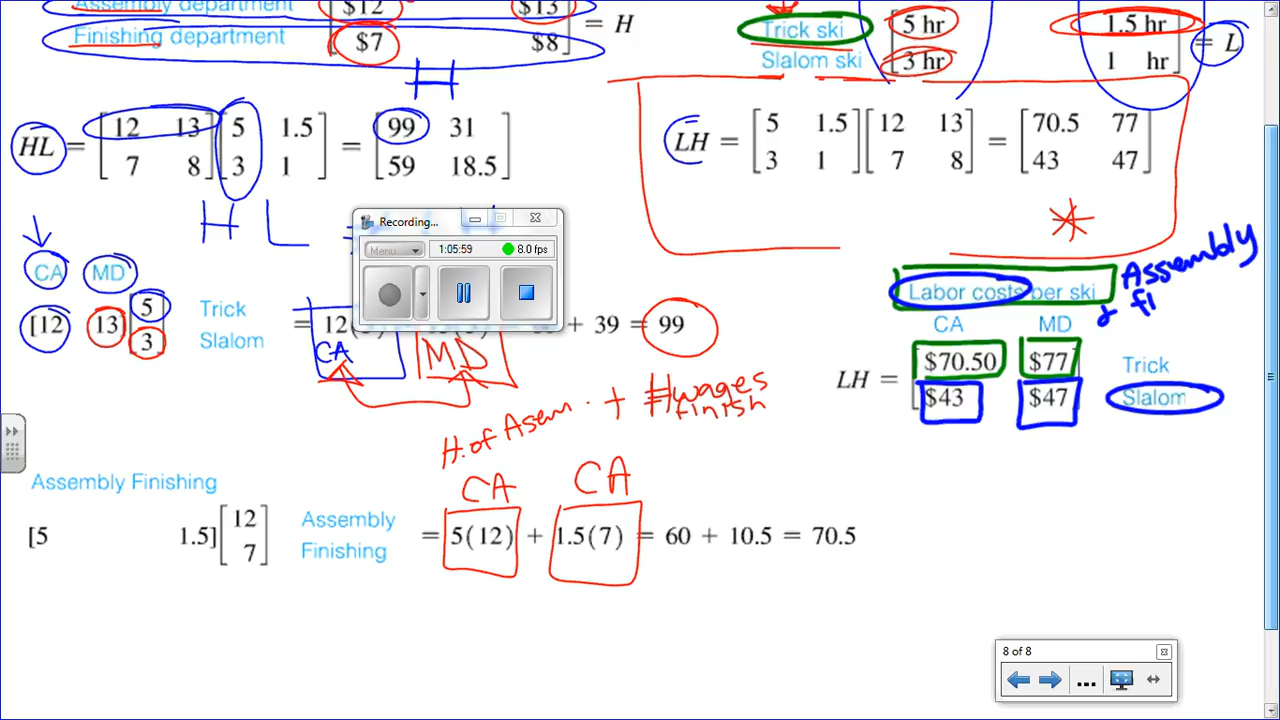 Assembly department $12 $13
Finishing department $7 $8 = H
H
Trick ski 5 hr 1.5 hr
Slalom ski 3 hr 1 hr = L
HL = [12 13 7 8] [5 1.5 3 1] = [99 31 59 18.5]
LH = [5 1.5 3 1] [12 13 7 8] = [70.5 77 43 47]
*
H L
Recording...
Menu 1:05:59 8.0 fps
CA MD
[12 13] [5 3] Trick
Slalom
= 12( + 39 = 99
CA MD
H. of Asem. + # wages
finish
Labor costs per ski
Assembly
+ fi
CA MD
LH = [$70.50 $77 Trick
$43 $47] Slalom
Assembly Finishing
CA CA
[5 1.5] [12 7] Assembly
Finishing
= 5(12) + 1.5(7) = 60 + 10.5 = 70.5
8 of 8
...